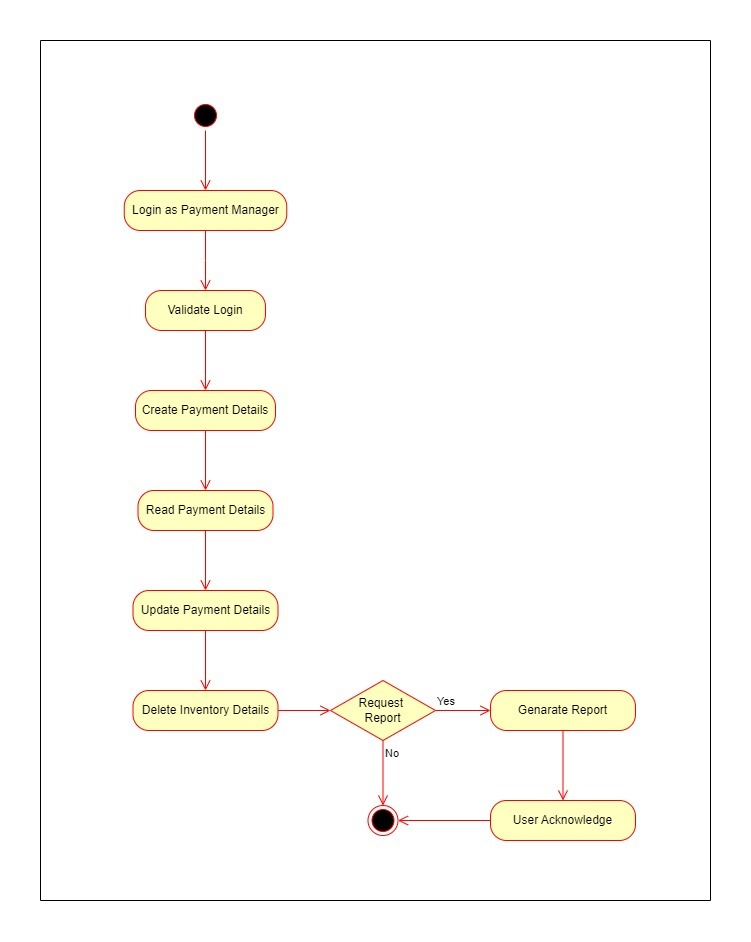 Login as Payment Manager
Validate Login
Create Payment Details
Read Payment Details
Update Payment Details
Delete Inventory Details
Request
Report
Yes
Genarate Report
No
User Acknowledge